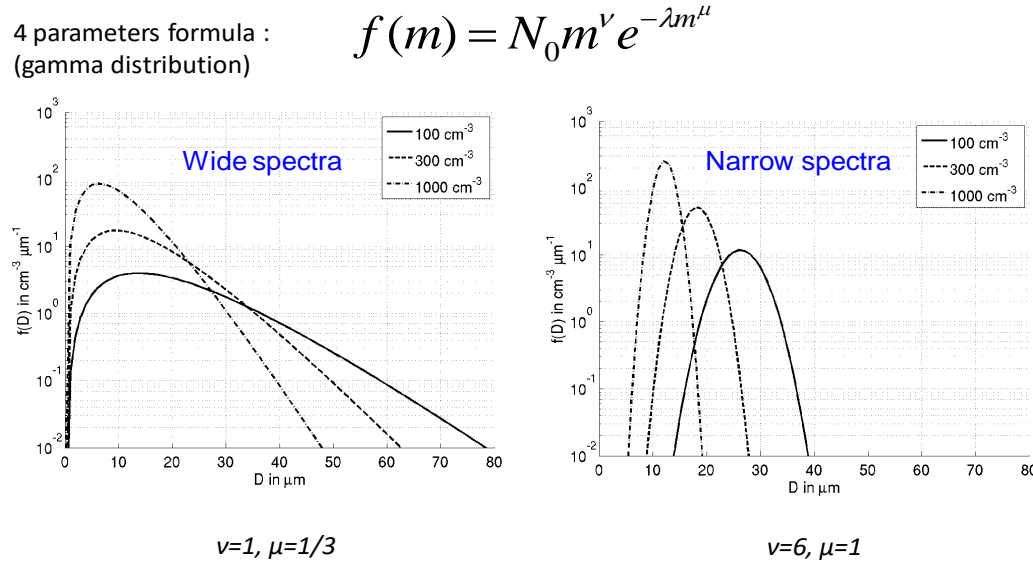 4 parameters formula :
(gamma distribution)
f(m) = N₀m^ν e^{−λm^μ}
10³
10²
10¹
10⁰
10⁻¹
10⁻²
f(D) in cm⁻³ μm⁻¹
Wide spectra
100 cm⁻³
300 cm⁻³
1000 cm⁻³
0 10 20 30 40 50 60 70 80
D in μm
ν=1, μ=1/3
10³
10²
10¹
10⁰
10⁻¹
10⁻²
f(D) in cm⁻³ μm⁻¹
Narrow spectra
100 cm⁻³
300 cm⁻³
1000 cm⁻³
0 10 20 30 40 50 60 70 80
D in μm
ν=6, μ=1